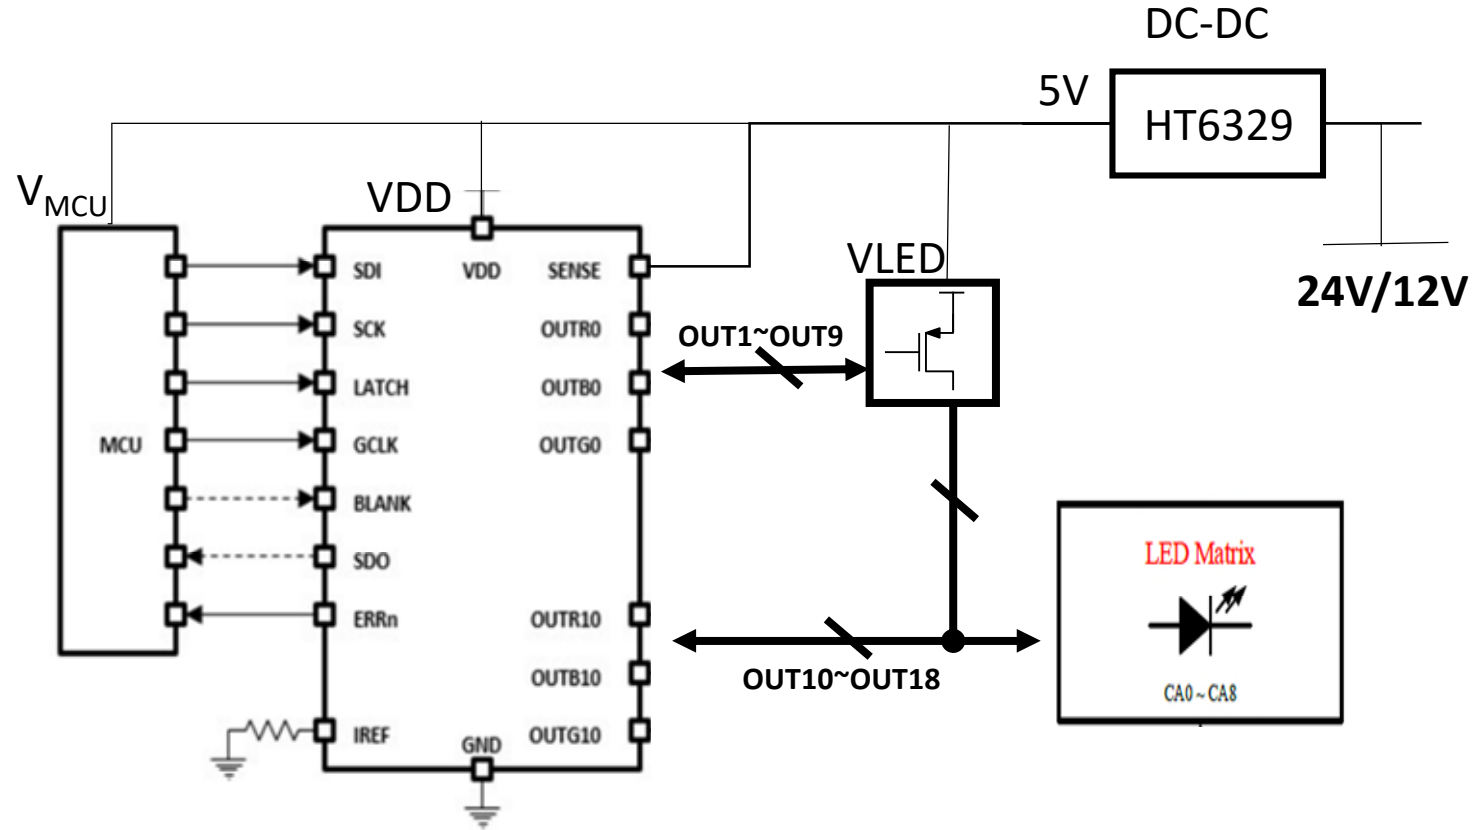 DC-DC
5V
HT6329
24V/12V
V MCU
VDD
VLED
MCU
SDI
SCK
LATCH
GCLK
BLANK
SDO
ERRn
IREF
VDD
GND
SENSE
OUTR0
OUTB0
OUTG0
OUTR10
OUTB10
OUTG10
OUT1~OUT9
OUT10~OUT18
LED Matrix
CA0 ~ CA8